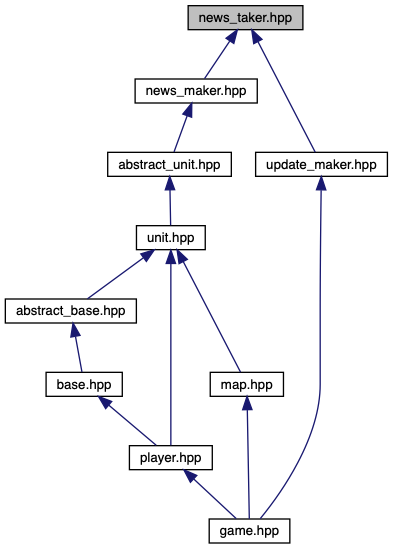 news_taker.hpp
news_maker.hpp
abstract_unit.hpp
update_maker.hpp
unit.hpp
abstract_base.hpp
base.hpp
map.hpp
player.hpp
game.hpp